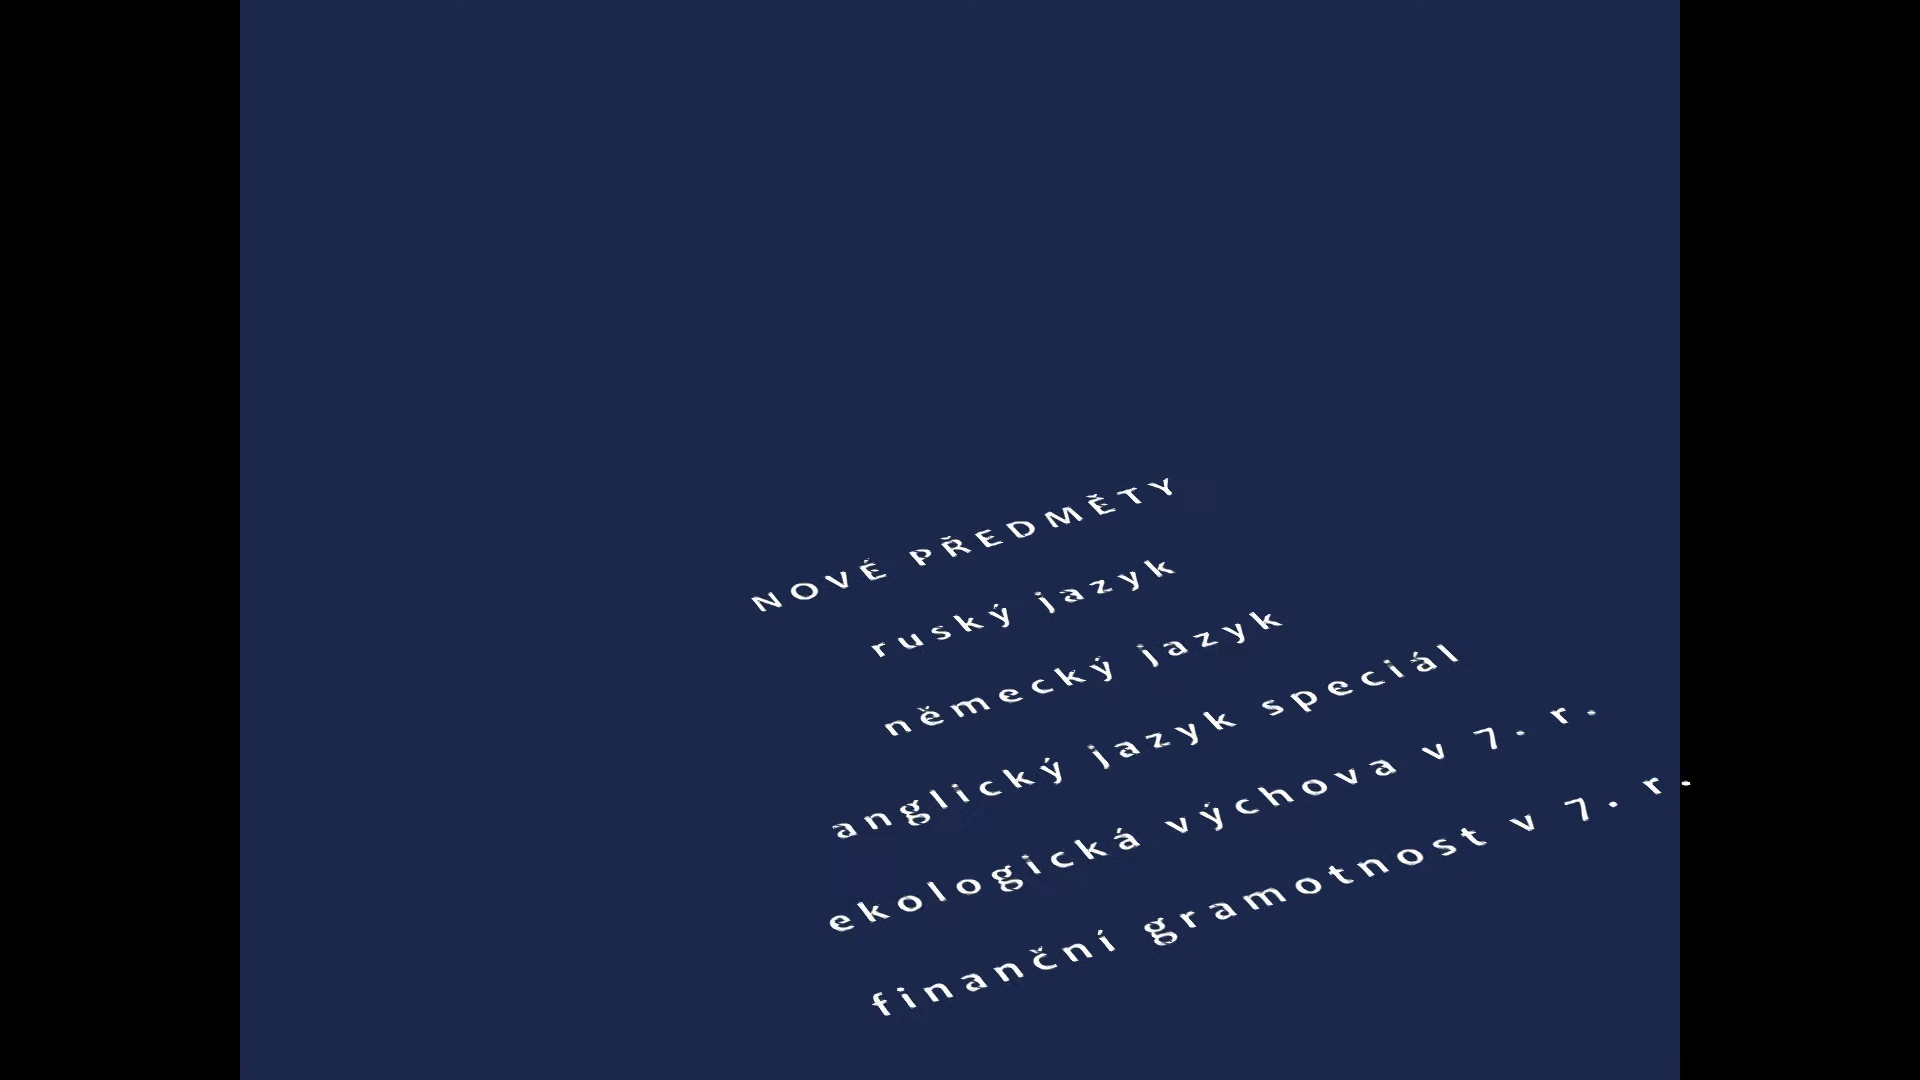 NOVÉ PŘEDMĚTY
ruský jazyk
německý jazyk
anglický jazyk speciál
ekologická výchova v 7. r.
finanční gramotnost v 7. r.